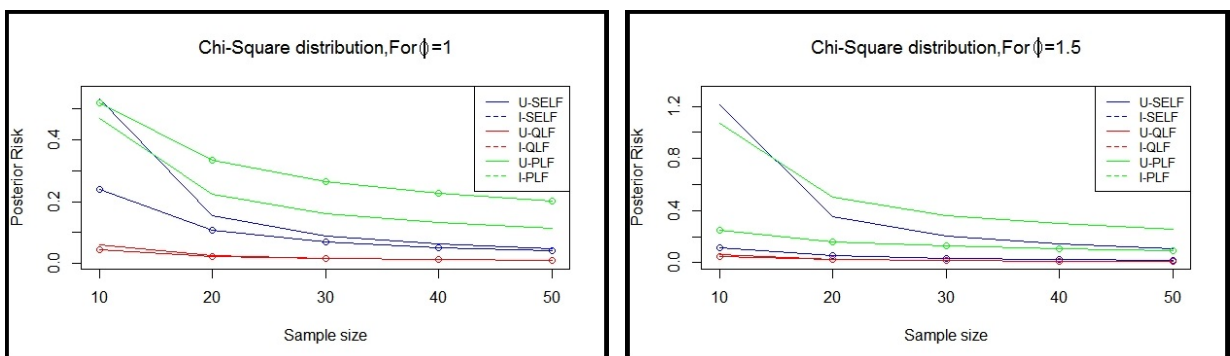 Chi-Square distribution,For ϕ=1
Posterior Risk
0.4
0.2
0.0
U-SELF
I-SELF
U-QLF
I-QLF
U-PLF
I-PLF
10 20 30 40 50
Sample size
Chi-Square distribution,For ϕ=1.5
Posterior Risk
1.2
0.8
0.4
0.0
U-SELF
I-SELF
U-QLF
I-QLF
U-PLF
I-PLF
10 20 30 40 50
Sample size